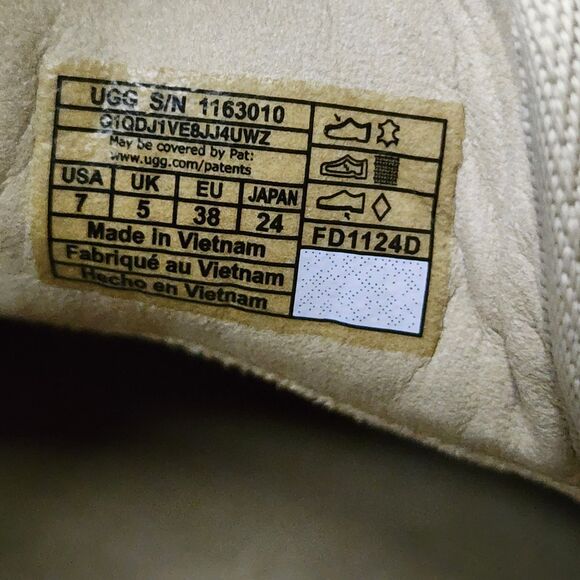 UGG S/N 1163010
Q1QDJ1VE8JJ4UWZ
May be covered by Pat:
www.ugg.com/patents
USA UK EU JAPAN
7 5 38 24
FD1124D
Made in Vietnam
Fabriqué au Vietnam
Hecho en Vietnam